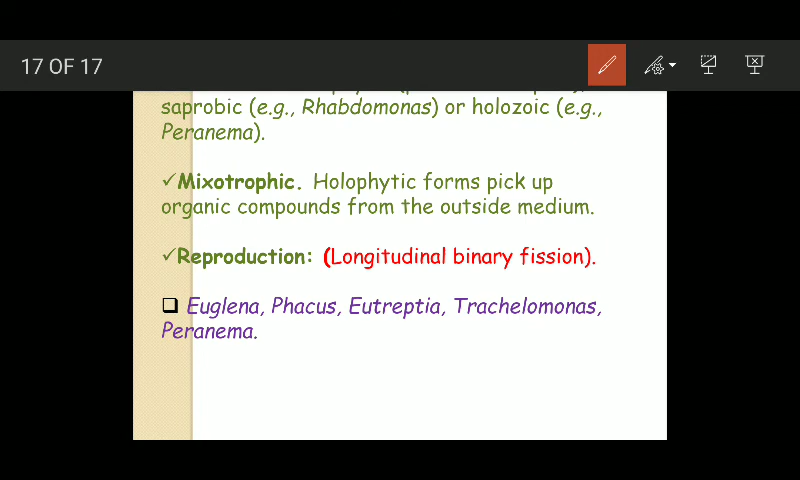 17 OF 17
saprobic (e.g., Rhabdomonas) or holozoic (e.g.,
Peranema).
✓Mixotrophic. Holophytic forms pick up
organic compounds from the outside medium.
✓Reproduction: (Longitudinal binary fission).
❑ Euglena, Phacus, Eutreptia, Trachelomonas,
Peranema.